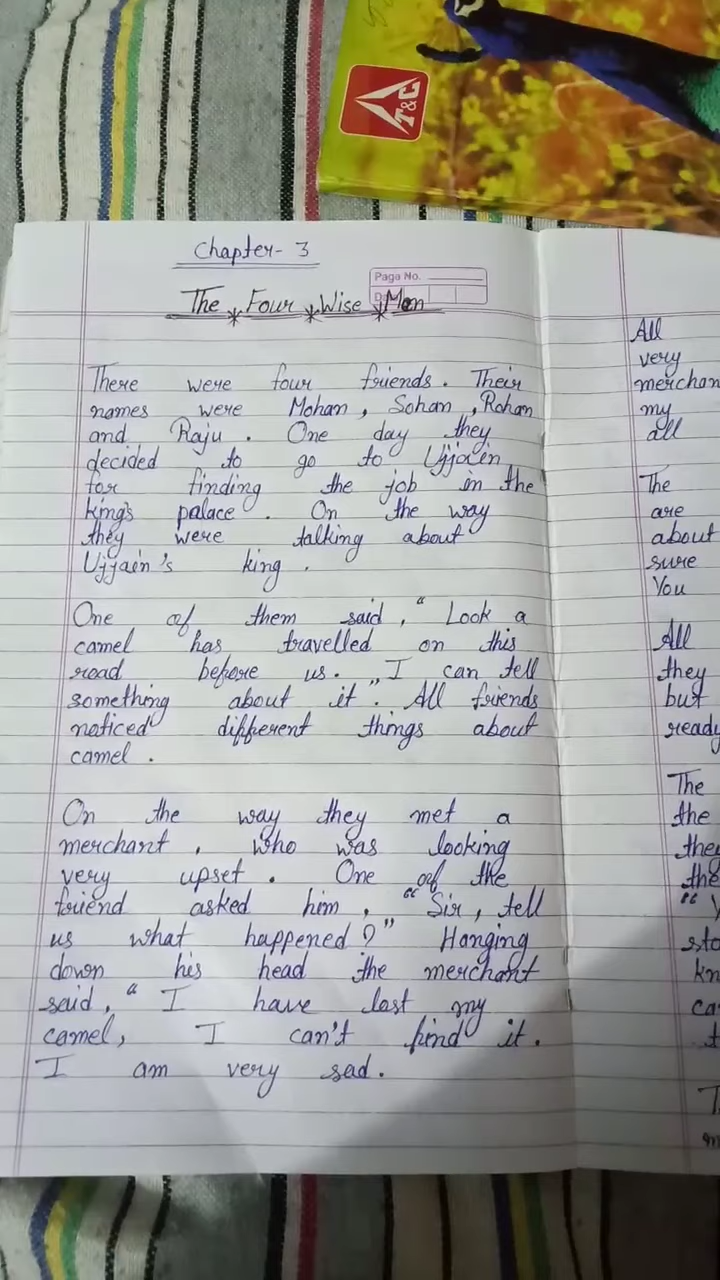 T&C
Chapter- 3
Page No.
The Four Wise Men
There were four friends. Their
names were Mohan, Sohan, Rohan
and Raju. One day they
decided to go to Ujjain
for finding the job in the
king's palace. On the way
they were talking about
Ujjain's king.
One of them said, "Look a
camel has travelled on this
road before us. "I can tell
something about it". All friends
noticed different things about
camel.
On the way they met a
merchant, who was looking
very upset. One of the
friend asked him, "Sir, tell
us what happened?" Hanging
down his head the merchant
said, "I have lost my
camel, I can't find it.
I am very sad.
All
very
merchan
my
all
The
are
about
sure
You
All
they
but
ready
The
the
they
the
"Y
sto
kn
ca
t
T
m